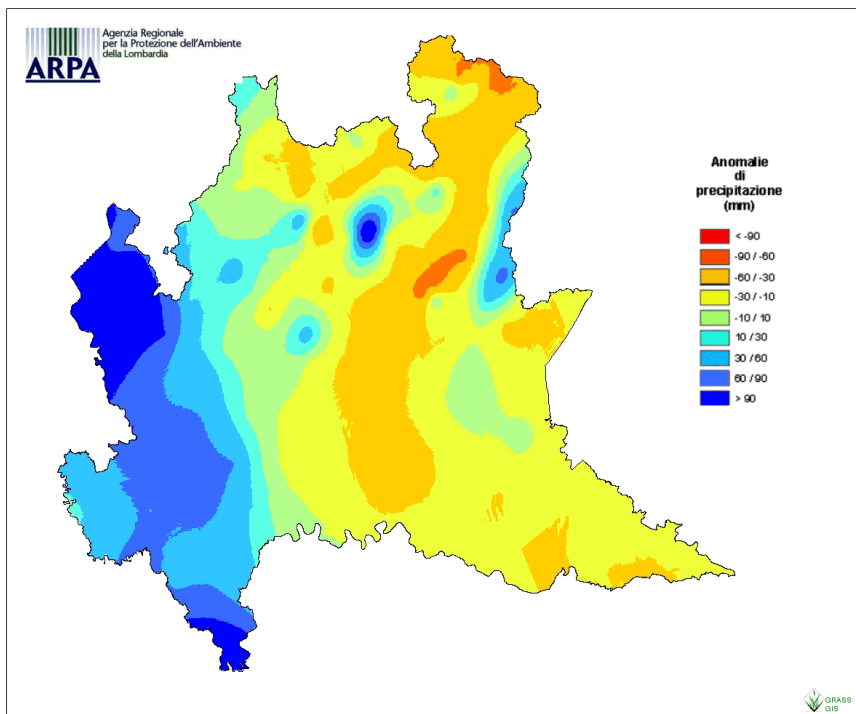 Agenzia Regionale
per la Protezione dell'Ambiente
della Lombardia
ARPA
Anomalie
di
precipitazione
(mm)
< -90
-90 / -60
-60 / -30
-30 / -10
-10 / 10
10 / 30
30 / 60
60 / 90
> 90
GRASS
GIS